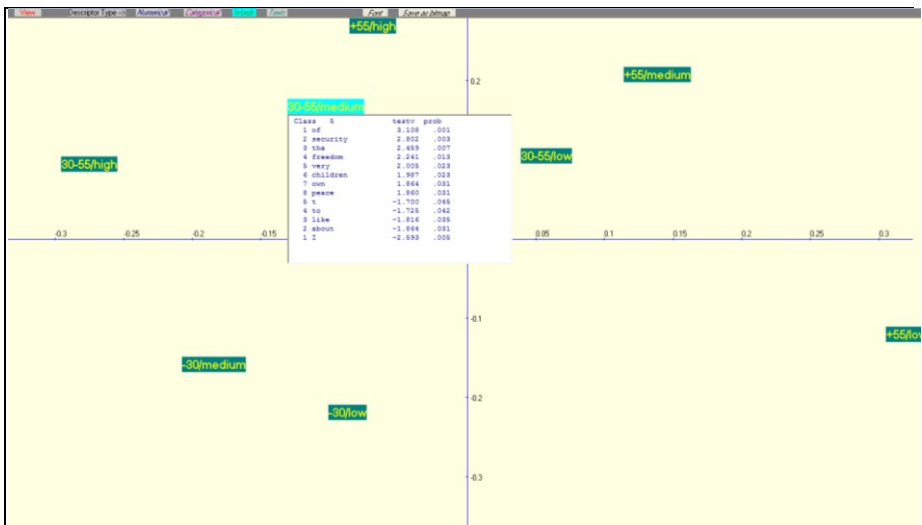 View Descriptor Type --> Numerical Categorical Words Texts Font Save as bitmap
+55/high
0.2
+55/medium
30-55/medium
Class 5 testv prob
1 of 3.108 .001
2 security 2.802 .003
3 the 2.459 .007
4 freedom 2.241 .013
5 very 2.005 .023
6 children 1.987 .023
7 own 1.864 .031
8 peace 1.860 .031
5 t -1.700 .045
4 to -1.725 .042
3 like -1.816 .035
2 about -1.864 .031
1 I -2.593 .005
30-55/high
30-55/low
-0.3 -0.2 -0.15 0.05 0.1 0.15 0.2 0.25 0.3
-0.1
+55/low
-30/medium
-0.2
-30/low
-0.3